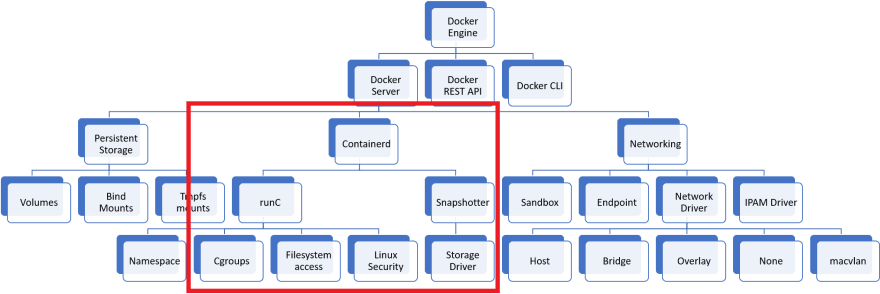 Docker
Engine
Docker
Server
Docker
REST API
Docker CLI
Persistent
Storage
Containerd
Networking
Volumes
Bind
Mounts
Tmpfs
mounts
runC
Snapshotter
Sandbox
Endpoint
Network
Driver
IPAM Driver
Namespace
Cgroups
Filesystem
access
Linux
Security
Storage
Driver
Host
Bridge
Overlay
None
macvlan